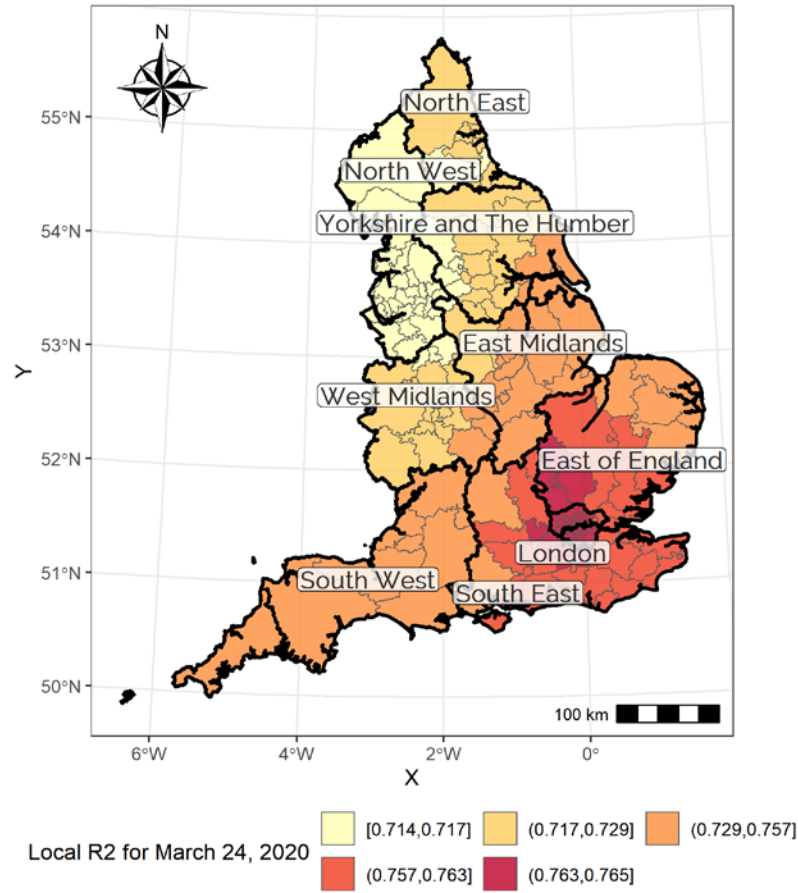 N
North East
55°N
North West
Yorkshire and The Humber
54°N
East Midlands
53°N
West Midlands
Y
52°N
East of England
London
51°N
South West
South East
50°N
100 km
6°W 4°W 2°W 0°
X
[0.714,0.717] (0.717,0.729] (0.729,0.757]
Local R2 for March 24, 2020
(0.757,0.763] (0.763,0.765]